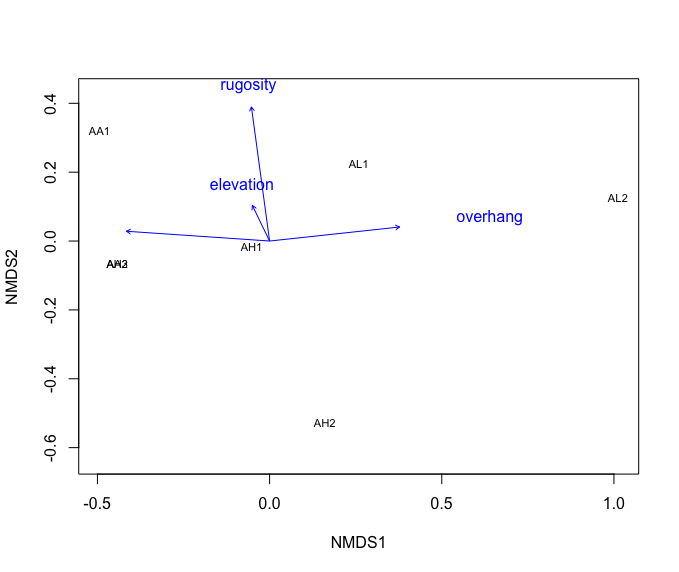 rugosity
0.4
AA1
AL1
0.2
elevation
AL2
overhang
0.0
AH1
-0.2
-0.4
AH2
-0.6
NMDS2
-0.5
0.0
0.5
1.0
NMDS1